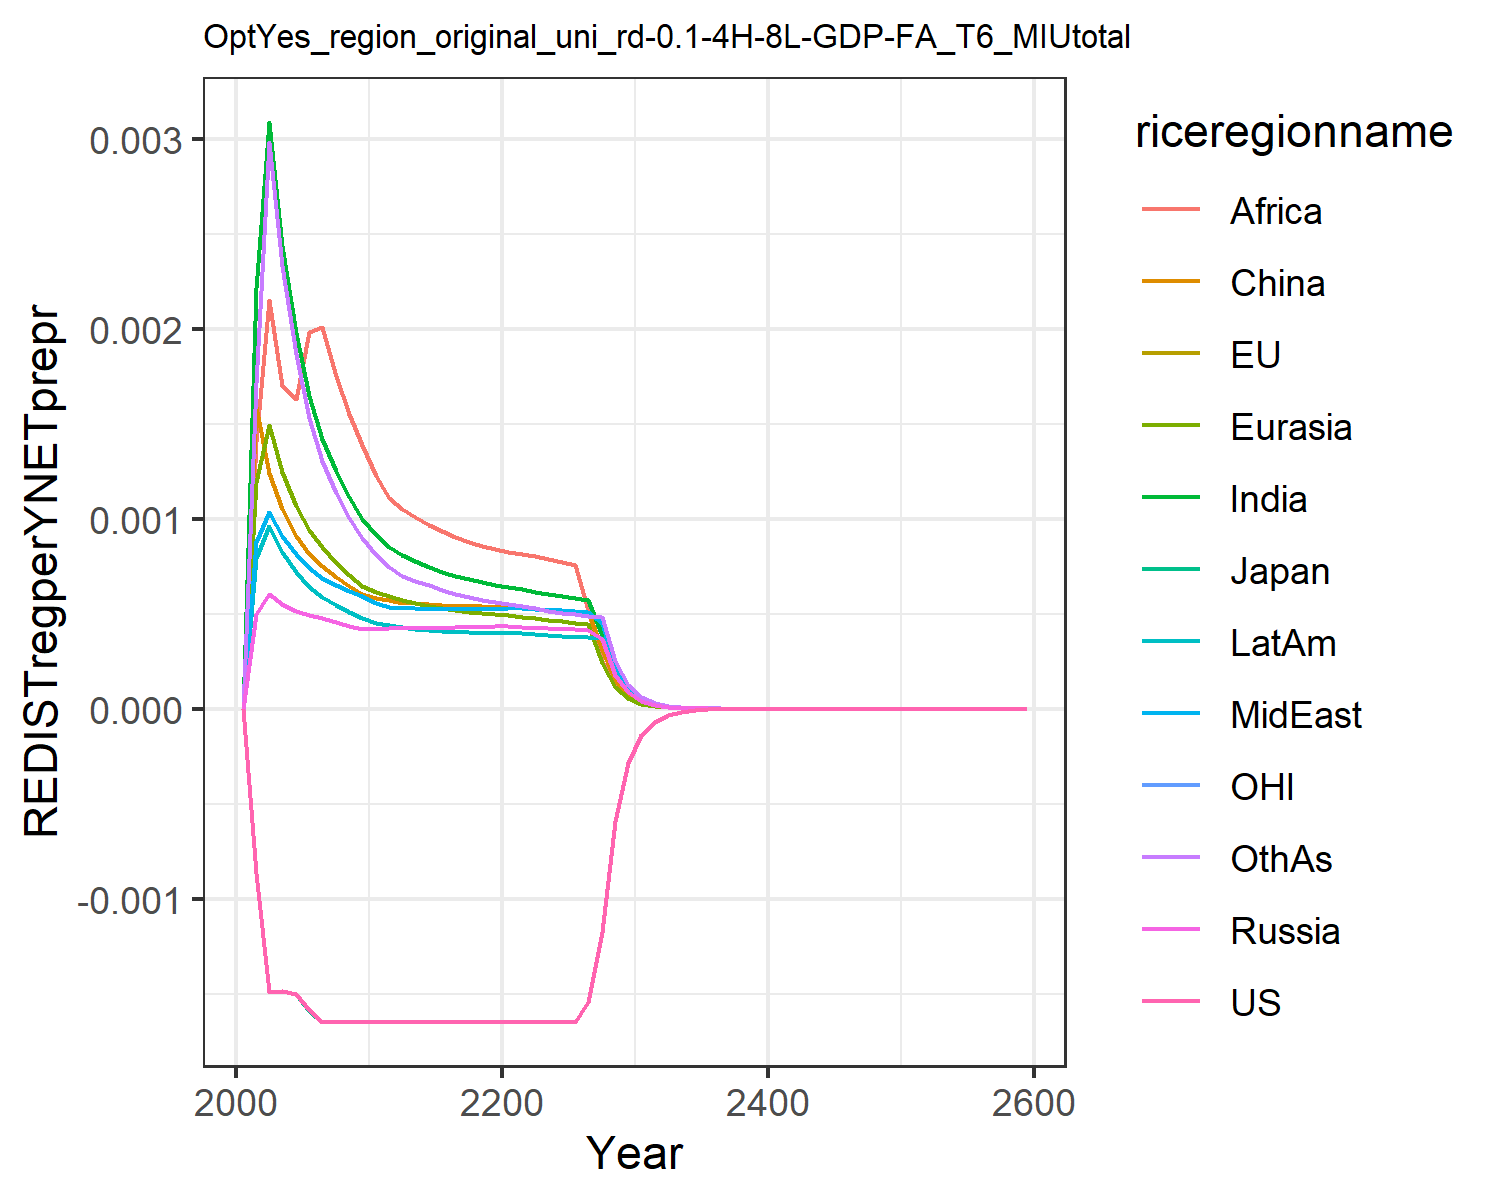 OptYes_region_original_uni_rd-0.1-4H-8L-GDP-FA_T6_MIUtotal
REDISTregperYNETprepr
0.003
0.002
0.001
0.000
-0.001
2000
2200
2400
2600
Year
riceregionname
Africa
China
EU
Eurasia
India
Japan
LatAm
MidEast
OHI
OthAs
Russia
US